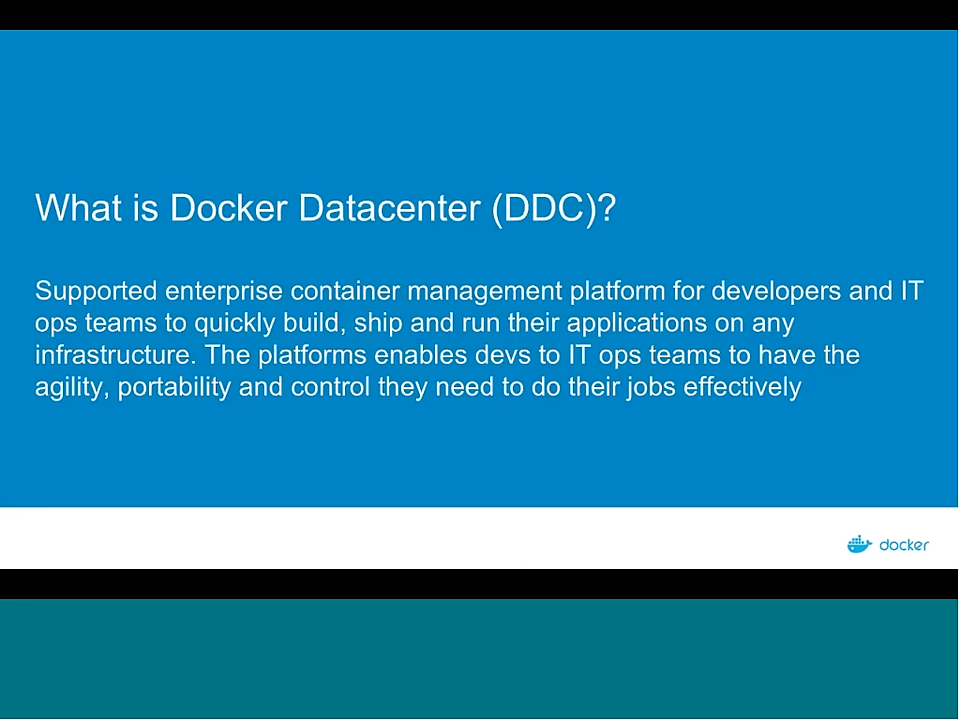 What is Docker Datacenter (DDC)?
Supported enterprise container management platform for developers and IT
ops teams to quickly build, ship and run their applications on any
infrastructure. The platforms enables devs to IT ops teams to have the
agility, portability and control they need to do their jobs effectively
docker